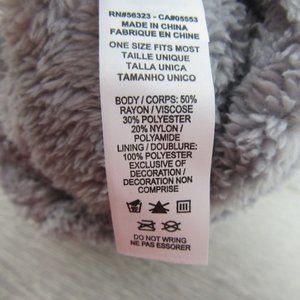 RN#56323 - CA#05553
MADE IN CHINA
FABRIQUE EN CHINE
ONE SIZE FITS MOST
TAILLE UNIQUE
TALLA UNICA
TAMANHO UNICO
BODY / CORPS: 50%
RAYON / VISCOSE
30% POLYESTER
20% NYLON /
POLYAMIDE
LINING / DOUBLURE:
100% POLYESTER
EXCLUSIVE OF
DECORATION /
DECORATION NON
COMPRISE
DO NOT WRING
NE PAS ESSORER